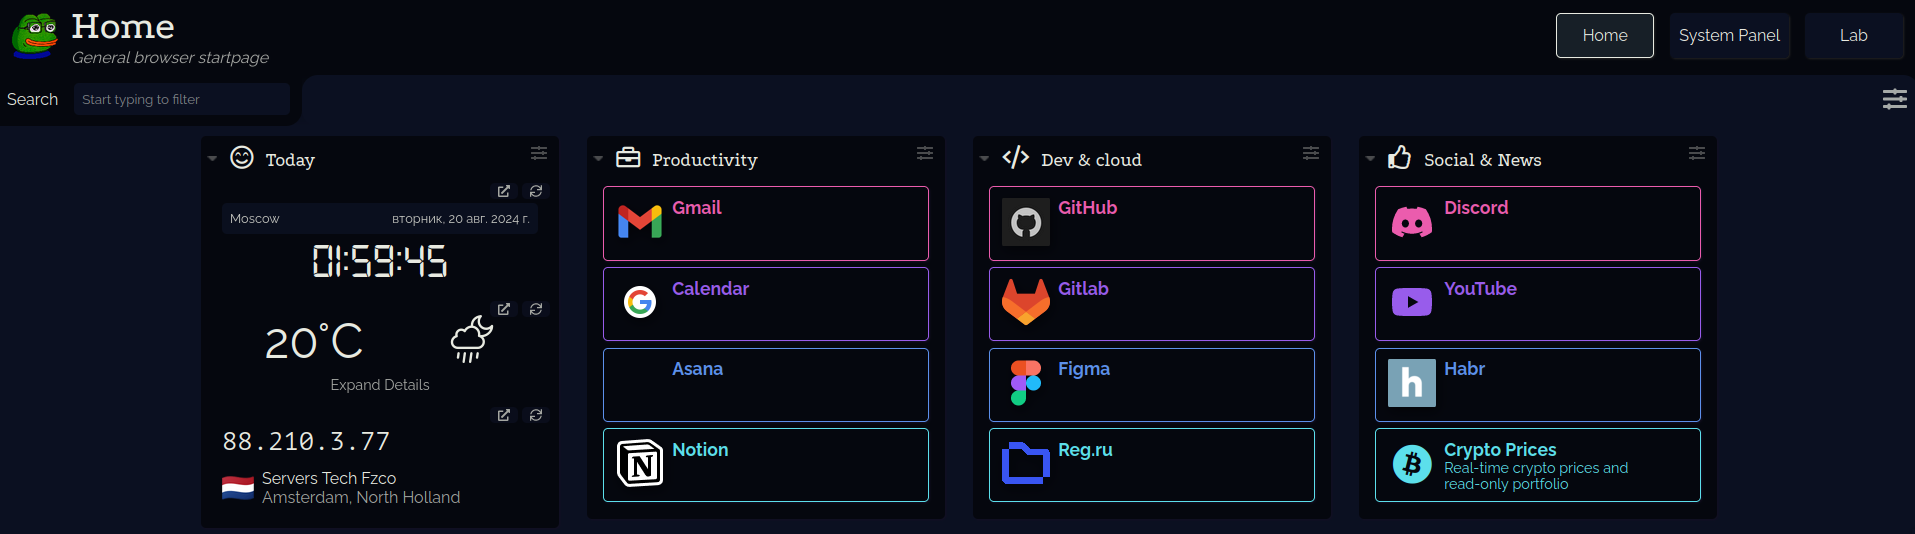 Home
General browser startpage
Home
System Panel
Lab
Search
Start typing to filter
Today
Moscow
вторник, 20 авг. 2024 г.
01:59:45
20°C
Expand Details
88.210.3.77
Servers Tech Fzco
Amsterdam, North Holland
Productivity
Gmail
Calendar
Asana
Notion
Dev & cloud
GitHub
Gitlab
Figma
Reg.ru
Social & News
Discord
YouTube
Habr
Crypto Prices
Real-time crypto prices and
read-only portfolio